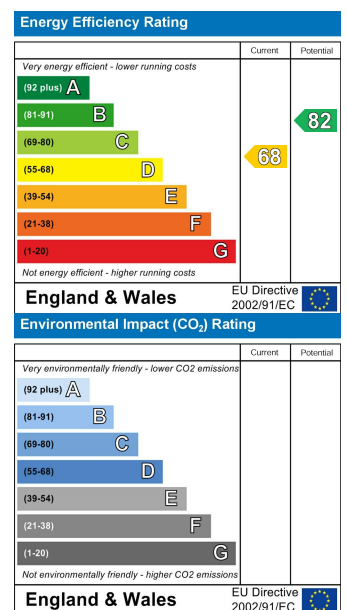 Energy Efficiency Rating
Current Potential
Very energy efficient - lower running costs
(92 plus) A
(81-91) B
(69-80) C
(55-68) D
(39-54) E
(21-38) F
(1-20) G
68
82
Not energy efficient - higher running costs
England & Wales
EU Directive
2002/91/EC
Environmental Impact (CO₂) Rating
Current Potential
Very environmentally friendly - lower CO2 emissions
(92 plus) A
(81-91) B
(69-80) C
(55-68) D
(39-54) E
(21-38) F
(1-20) G
Not environmentally friendly - higher CO2 emissions
England & Wales
EU Directive
2002/91/EC